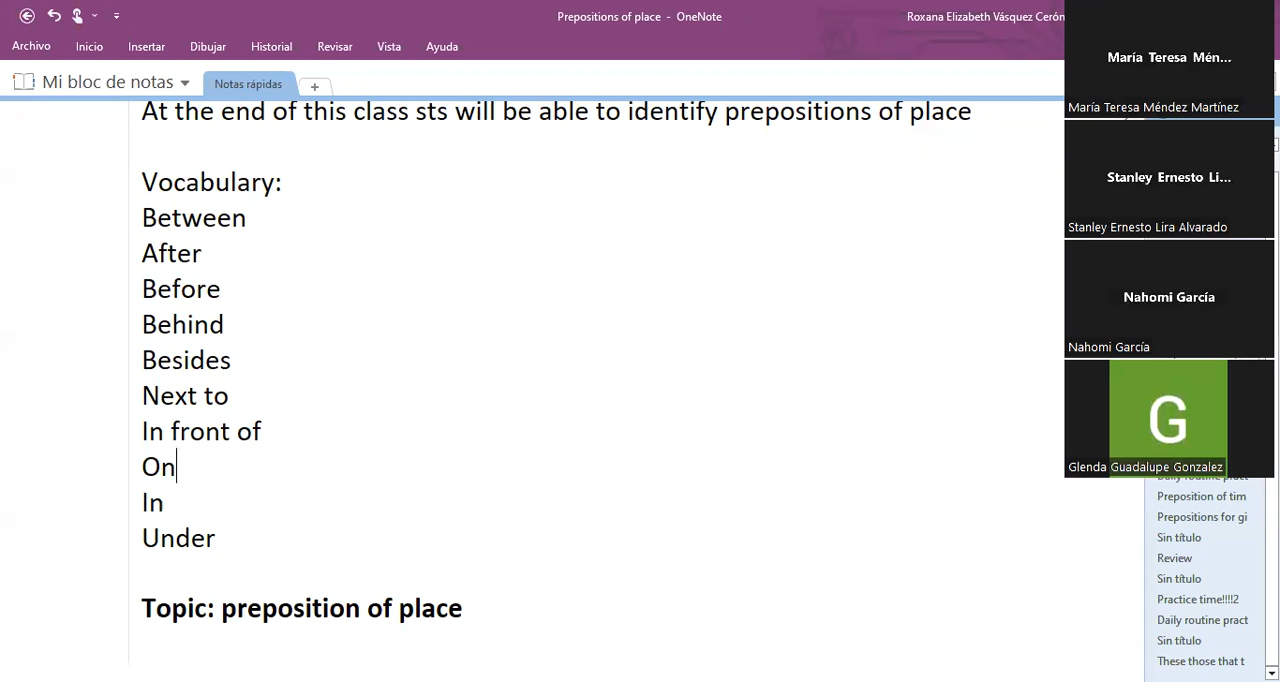 Prepositions of place - OneNote
Roxana Elizabeth Vásquez Cerón
Archivo Inicio Insertar Dibujar Historial Revisar Vista Ayuda
Mi bloc de notas
Notas rápidas
+
At the end of this class sts will be able to identify prepositions of place
Vocabulary:
Between
After
Before
Behind
Besides
Next to
In front of
On
In
Under
Topic: preposition of place
María Teresa Mén...
María Teresa Méndez Martínez
Stanley Ernesto Li...
Stanley Ernesto Lira Alvarado
Nahomi García
Nahomi García
G
Glenda Guadalupe Gonzalez
Daily routine pract
Preposition of tim
Prepositions for gi
Sin título
Review
Sin título
Practice time!!!!2
Daily routine pract
Sin título
These those that t